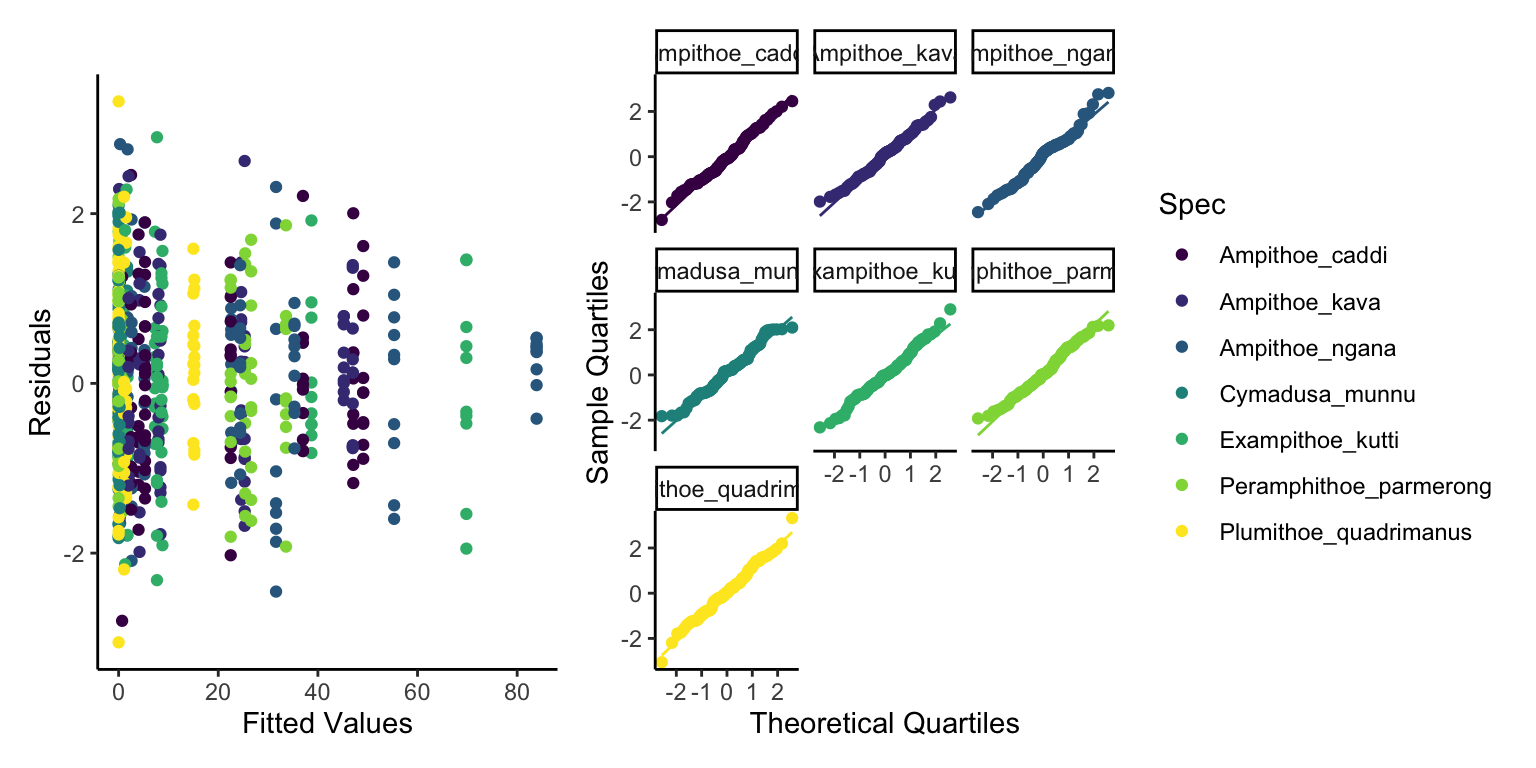 Residuals
2
0
-2
0 20 40 60 80
Fitted Values
mpithoe_cadd
Ampithoe_kava
mpithoe_ngan
2
0
-2
madusa_mun
xampithoe_ku
phithoe_parm
2
0
-2
-2 -1 0 1 2
-2 -1 0 1 2
thoe_quadrim
2
0
-2
-2 -1 0 1 2
Sample Quartiles
Theoretical Quartiles
Spec
Ampithoe_caddi
Ampithoe_kava
Ampithoe_ngana
Cymadusa_munnu
Exampithoe_kutti
Peramphithoe_parmerong
Plumithoe_quadrimanus